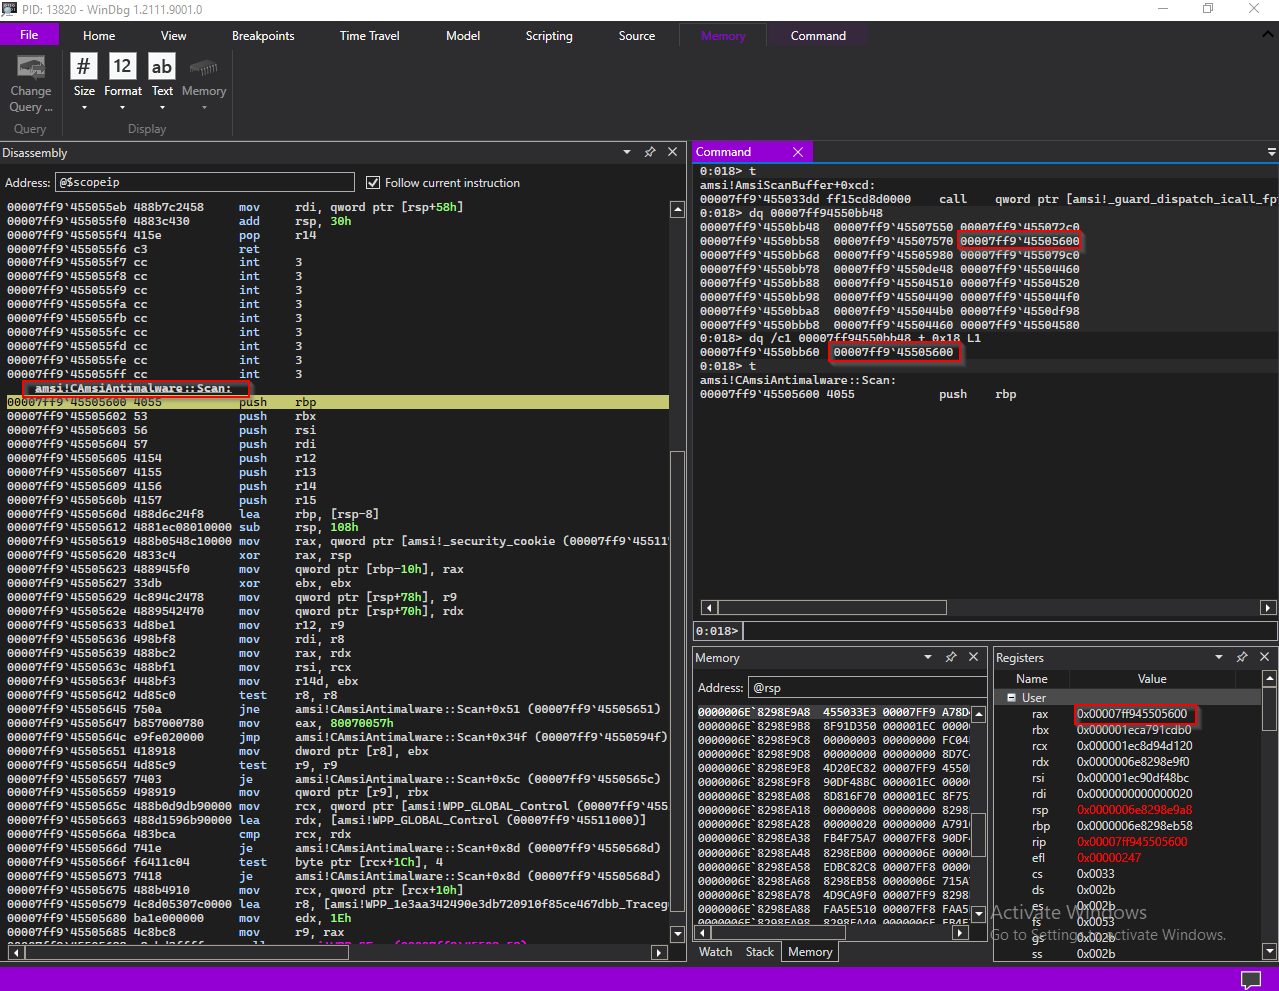 PID: 13820 - WinDbg 1.2111.9001.0
File Home View Breakpoints Time Travel Model Scripting Source Memory Command
# 12 ab
Change Size Format Text Memory
Query ...
Query Display
Disassembly
Address: @$scopeip Follow current instruction
00007ff9`455055eb 488b7c2458 mov rdi, qword ptr [rsp+58h]
00007ff9`455055f0 4883c430 add rsp, 30h
00007ff9`455055f4 415e pop r14
00007ff9`455055f6 c3 ret
00007ff9`455055f7 cc int 3
00007ff9`455055f8 cc int 3
00007ff9`455055f9 cc int 3
00007ff9`455055fa cc int 3
00007ff9`455055fb cc int 3
00007ff9`455055fc cc int 3
00007ff9`455055fd cc int 3
00007ff9`455055fe cc int 3
00007ff9`455055ff cc int 3
amsi!CAmsiAntimalware::Scan:
00007ff9`45505600 4055 push rbp
00007ff9`45505602 53 push rbx
00007ff9`45505603 56 push rsi
00007ff9`45505604 57 push rdi
00007ff9`45505605 4154 push r12
00007ff9`45505607 4155 push r13
00007ff9`45505609 4156 push r14
00007ff9`4550560b 4157 push r15
00007ff9`4550560d 488d6c24f8 lea rbp, [rsp-8]
00007ff9`45505612 4881ec08010000 sub rsp, 108h
00007ff9`45505619 488b0548c10000 mov rax, qword ptr [amsi!_security_cookie (00007ff9`45511
00007ff9`45505620 4833c4 xor rax, rsp
00007ff9`45505623 488945f0 mov qword ptr [rbp-10h], rax
00007ff9`45505627 33db xor ebx, ebx
00007ff9`45505629 4c894c2478 mov qword ptr [rsp+78h], r9
00007ff9`4550562e 4889542470 mov qword ptr [rsp+70h], rdx
00007ff9`45505633 4d8be1 mov r12, r9
00007ff9`45505636 498bf8 mov rdi, r8
00007ff9`45505639 488bc2 mov rax, rdx
00007ff9`4550563c 488bf1 mov rsi, rcx
00007ff9`4550563f 448bf3 mov r14d, ebx
00007ff9`45505642 4d85c0 test r8, r8
00007ff9`45505645 750a jne amsi!CAmsiAntimalware::Scan+0x51 (00007ff9`45505651)
00007ff9`45505647 b857000780 mov eax, 80070057h
00007ff9`4550564c e9fe020000 jmp amsi!CAmsiAntimalware::Scan+0x34f (00007ff9`4550594f)
00007ff9`45505651 418918 mov dword ptr [r8], ebx
00007ff9`45505654 4d85c9 test r9, r9
00007ff9`45505657 7403 je amsi!CAmsiAntimalware::Scan+0x5c (00007ff9`4550565c)
00007ff9`45505659 498919 mov qword ptr [r9], rbx
00007ff9`4550565c 488b0d9db90000 mov rcx, qword ptr [amsi!WPP_GLOBAL_Control (00007ff9`455
00007ff9`45505663 488d1596b90000 lea rdx, [amsi!WPP_GLOBAL_Control (00007ff9`45511000)]
00007ff9`4550566a 483bca cmp rcx, rdx
00007ff9`4550566d 741e je amsi!CAmsiAntimalware::Scan+0x8d (00007ff9`4550568d)
00007ff9`4550566f f6411c04 test byte ptr [rcx+1Ch], 4
00007ff9`45505673 7418 je amsi!CAmsiAntimalware::Scan+0x8d (00007ff9`4550568d)
00007ff9`45505675 488b4910 mov rcx, qword ptr [rcx+10h]
00007ff9`45505679 4c8d05307c0000 lea r8, [amsi!WPP_1e3aa342490e3db720910f85ce467dbb_Traceg
00007ff9`45505680 ba1e000000 mov edx, 1Eh
00007ff9`45505685 4c8bc8 mov r9, rax
Command
0:018> t
amsi!AmsiScanBuffer+0xcd:
00007ff9`455033dd ff15cd8d0000 call qword ptr [amsi!_guard_dispatch_icall_fp
0:018> dq 00007ff94550bb48
00007ff9`4550bb48 00007ff9`45507550 00007ff9`455072c0
00007ff9`4550bb58 00007ff9`45507570 00007ff9`45505600
00007ff9`4550bb68 00007ff9`45505980 00007ff9`455079c0
00007ff9`4550bb78 00007ff9`4550de48 00007ff9`45504460
00007ff9`4550bb88 00007ff9`45504510 00007ff9`45504520
00007ff9`4550bb98 00007ff9`45504490 00007ff9`455044f0
00007ff9`4550bba8 00007ff9`455044b0 00007ff9`4550df98
00007ff9`4550bbb8 00007ff9`45504460 00007ff9`45504580
0:018> dq /c1 00007ff94550bb48 + 0x18 L1
00007ff9`4550bb60 00007ff9`45505600
0:018> t
amsi!CAmsiAntimalware::Scan:
00007ff9`45505600 4055 push rbp
0:018>
Memory
Address: @rsp
0000006E`8298E9A8 455033E3 00007FF9 A78D
0000006E`8298E9B8 8F91D350 000001EC 0000
0000006E`8298E9C8 00000003 00000000 FC04
0000006E`8298E9D8 00000000 00000000 8D7C
0000006E`8298E9E8 4D20EC82 00007FF9 4550
0000006E`8298E9F8 90DF48BC 000001EC 0000
0000006E`8298EA08 8D816F70 000001EC 8F75
0000006E`8298EA18 00000008 00000000 8298
0000006E`8298EA28 00000020 00000000 A791
0000006E`8298EA38 FB4F75A7 00007FF8 90DF
0000006E`8298EA48 8298EB00 0000006E 0000
0000006E`8298EA58 EDBC82C8 00007FF8 0000
0000006E`8298EA68 8298EB58 0000006E 715A
0000006E`8298EA78 4D9CA9F0 00007FF9 8298
0000006E`8298EA88 FAA5E510 00007FF8 FAA5
Watch Stack Memory
Registers
Name Value
User
rax 0x00007ff945505600
rbx 0x000001eca791cdb0
rcx 0x000001ec8d94d120
rdx 0x0000006e8298e9f0
rsi 0x000001ec90df48bc
rdi 0x0000000000000020
rsp 0x0000006e8298e9a8
rbp 0x0000006e8298eb58
rip 0x00007ff945505600
efl 0x00000247
cs 0x0033
ds 0x002b
es 0x002b
fs 0x0053
gs 0x002b
ss 0x002b
Activate Windows
Go to Settings to activate Windows.